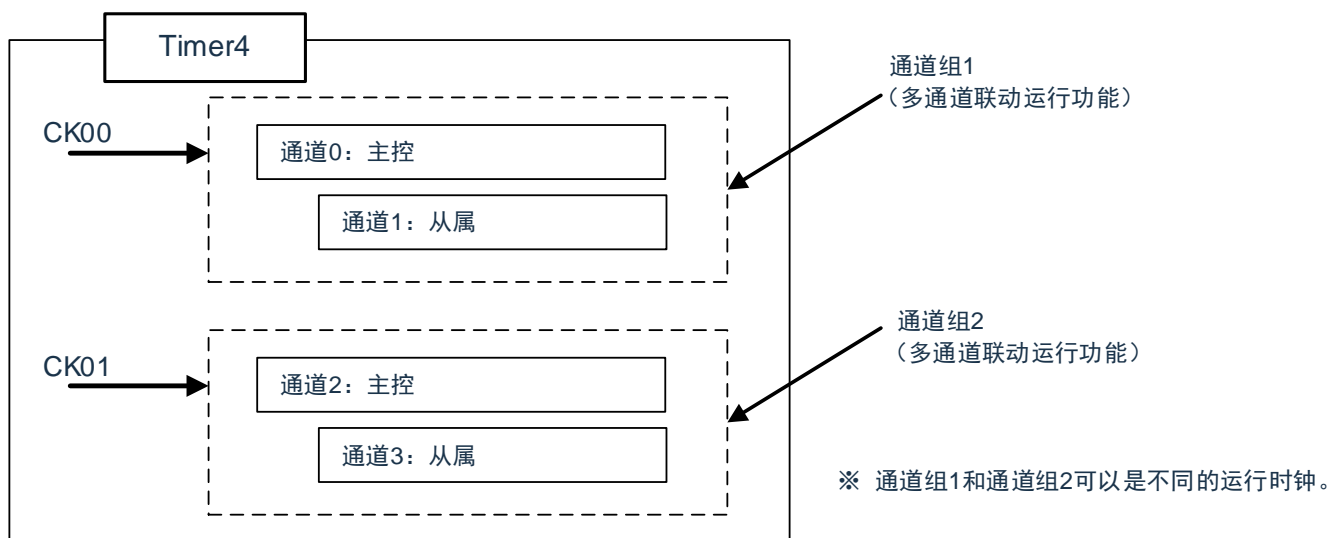 Timer4
通道组1
（多通道联动运行功能）
CK00
通道0：主控
通道1：从属
通道组2
（多通道联动运行功能）
CK01
通道2：主控
通道3：从属
※ 通道组1和通道组2可以是不同的运行时钟。